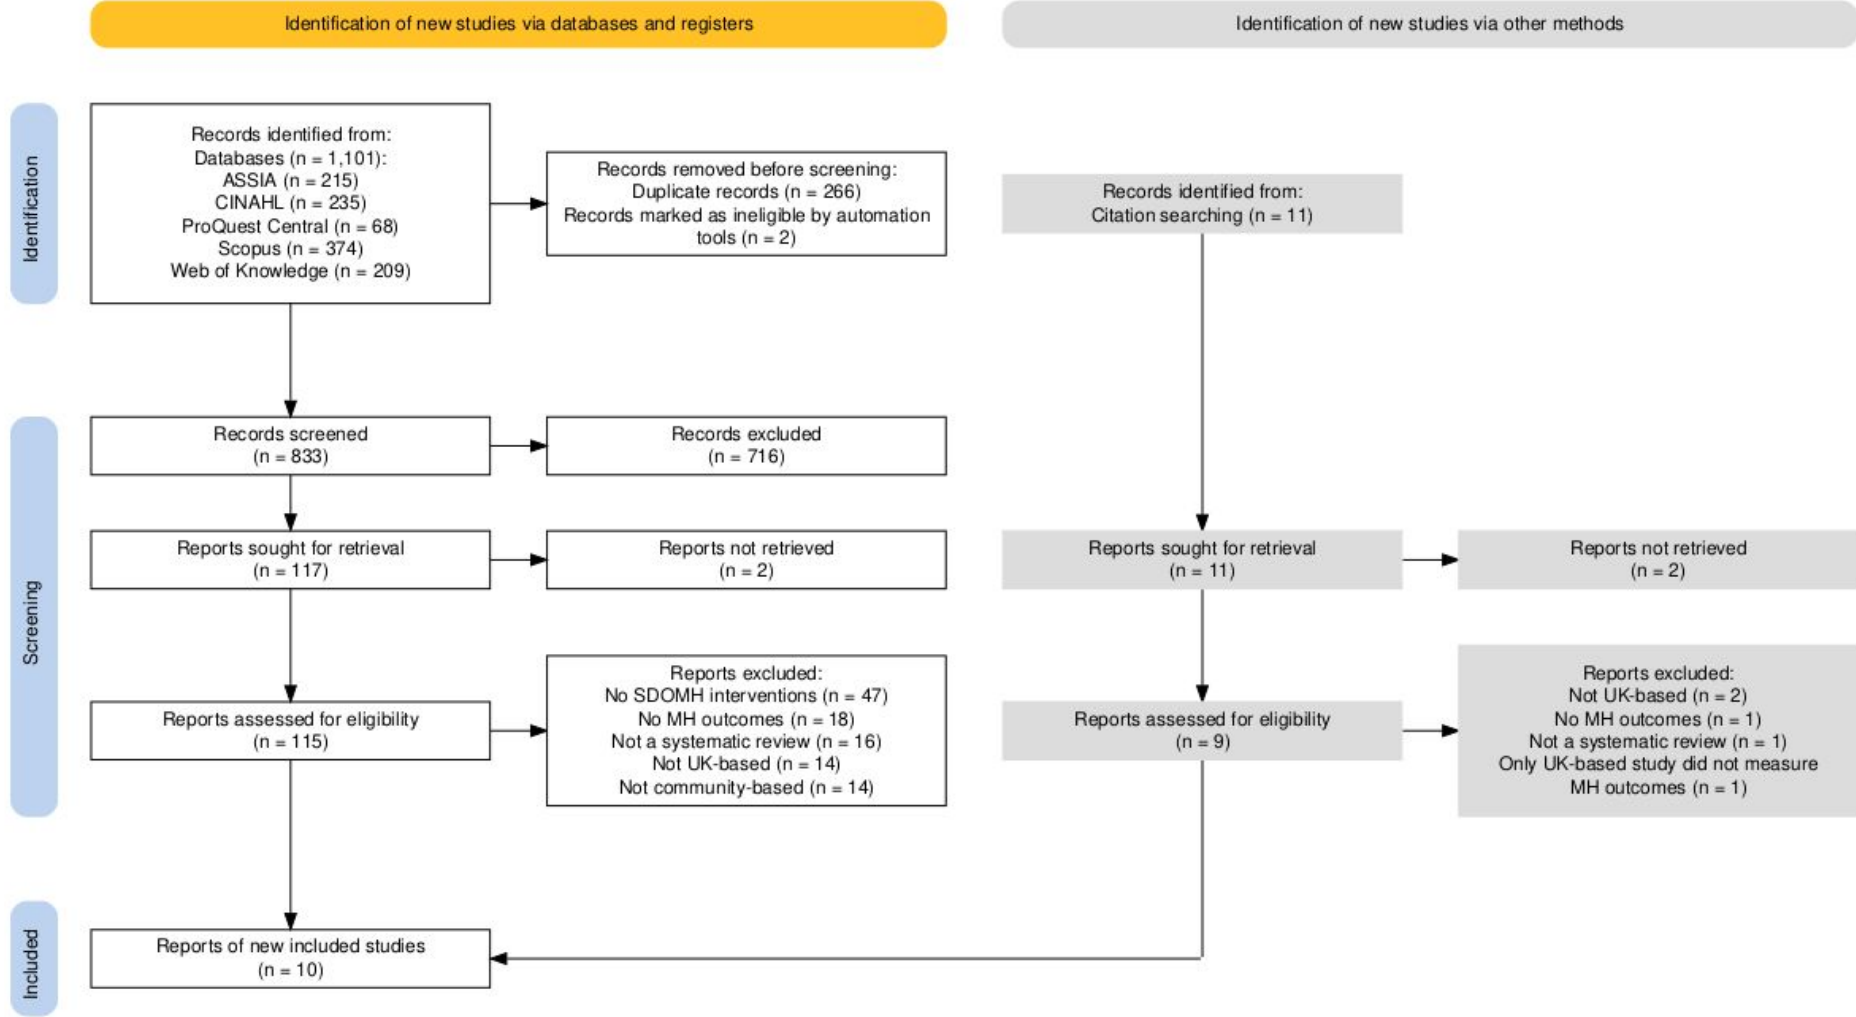 Identification of new studies via databases and registers
Identification of new studies via other methods
Identification
Records identified from:
Databases (n = 1,101):
ASSIA (n = 215)
CINAHL (n = 235)
ProQuest Central (n = 68)
Scopus (n = 374)
Web of Knowledge (n = 209)
Records removed before screening:
Duplicate records (n = 266)
Records marked as ineligible by automation
tools (n = 2)
Records identified from:
Citation searching (n = 11)
Screening
Records screened
(n = 833)
Records excluded
(n = 716)
Reports sought for retrieval
(n = 117)
Reports not retrieved
(n = 2)
Reports sought for retrieval
(n = 11)
Reports not retrieved
(n = 2)
Reports assessed for eligibility
(n = 115)
Reports excluded:
No SDOMH interventions (n = 47)
No MH outcomes (n = 18)
Not a systematic review (n = 16)
Not UK-based (n = 14)
Not community-based (n = 14)
Reports assessed for eligibility
(n = 9)
Reports excluded:
Not UK-based (n = 2)
No MH outcomes (n = 1)
Not a systematic review (n = 1)
Only UK-based study did not measure
MH outcomes (n = 1)
Included
Reports of new included studies
(n = 10)